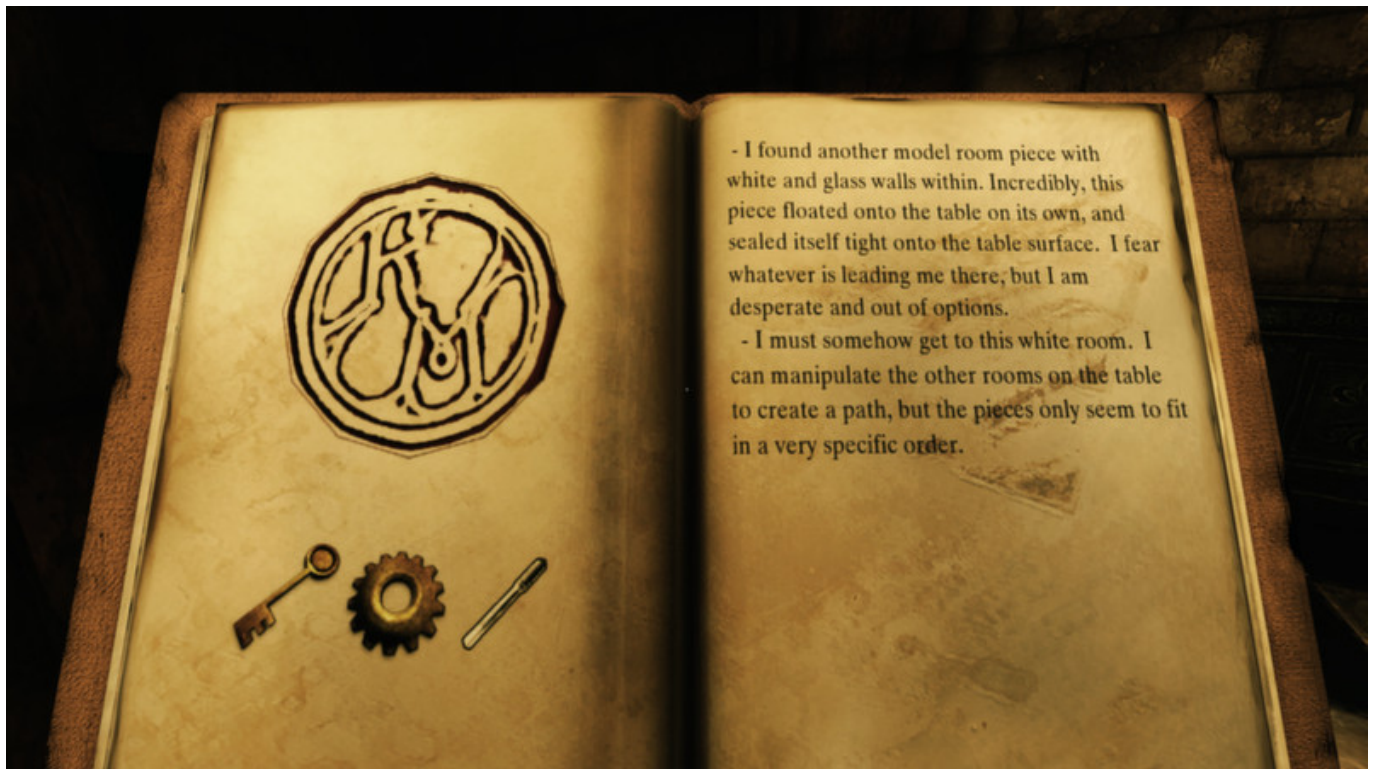 - I found another model room piece with
white and glass walls within. Incredibly, this
piece floated onto the table on its own, and
sealed itself tight onto the table surface. I fear
whatever is leading me there, but I am
desperate and out of options.
- I must somehow get to this white room. I
can manipulate the other rooms on the table
to create a path, but the pieces only seem to fit
in a very specific order.